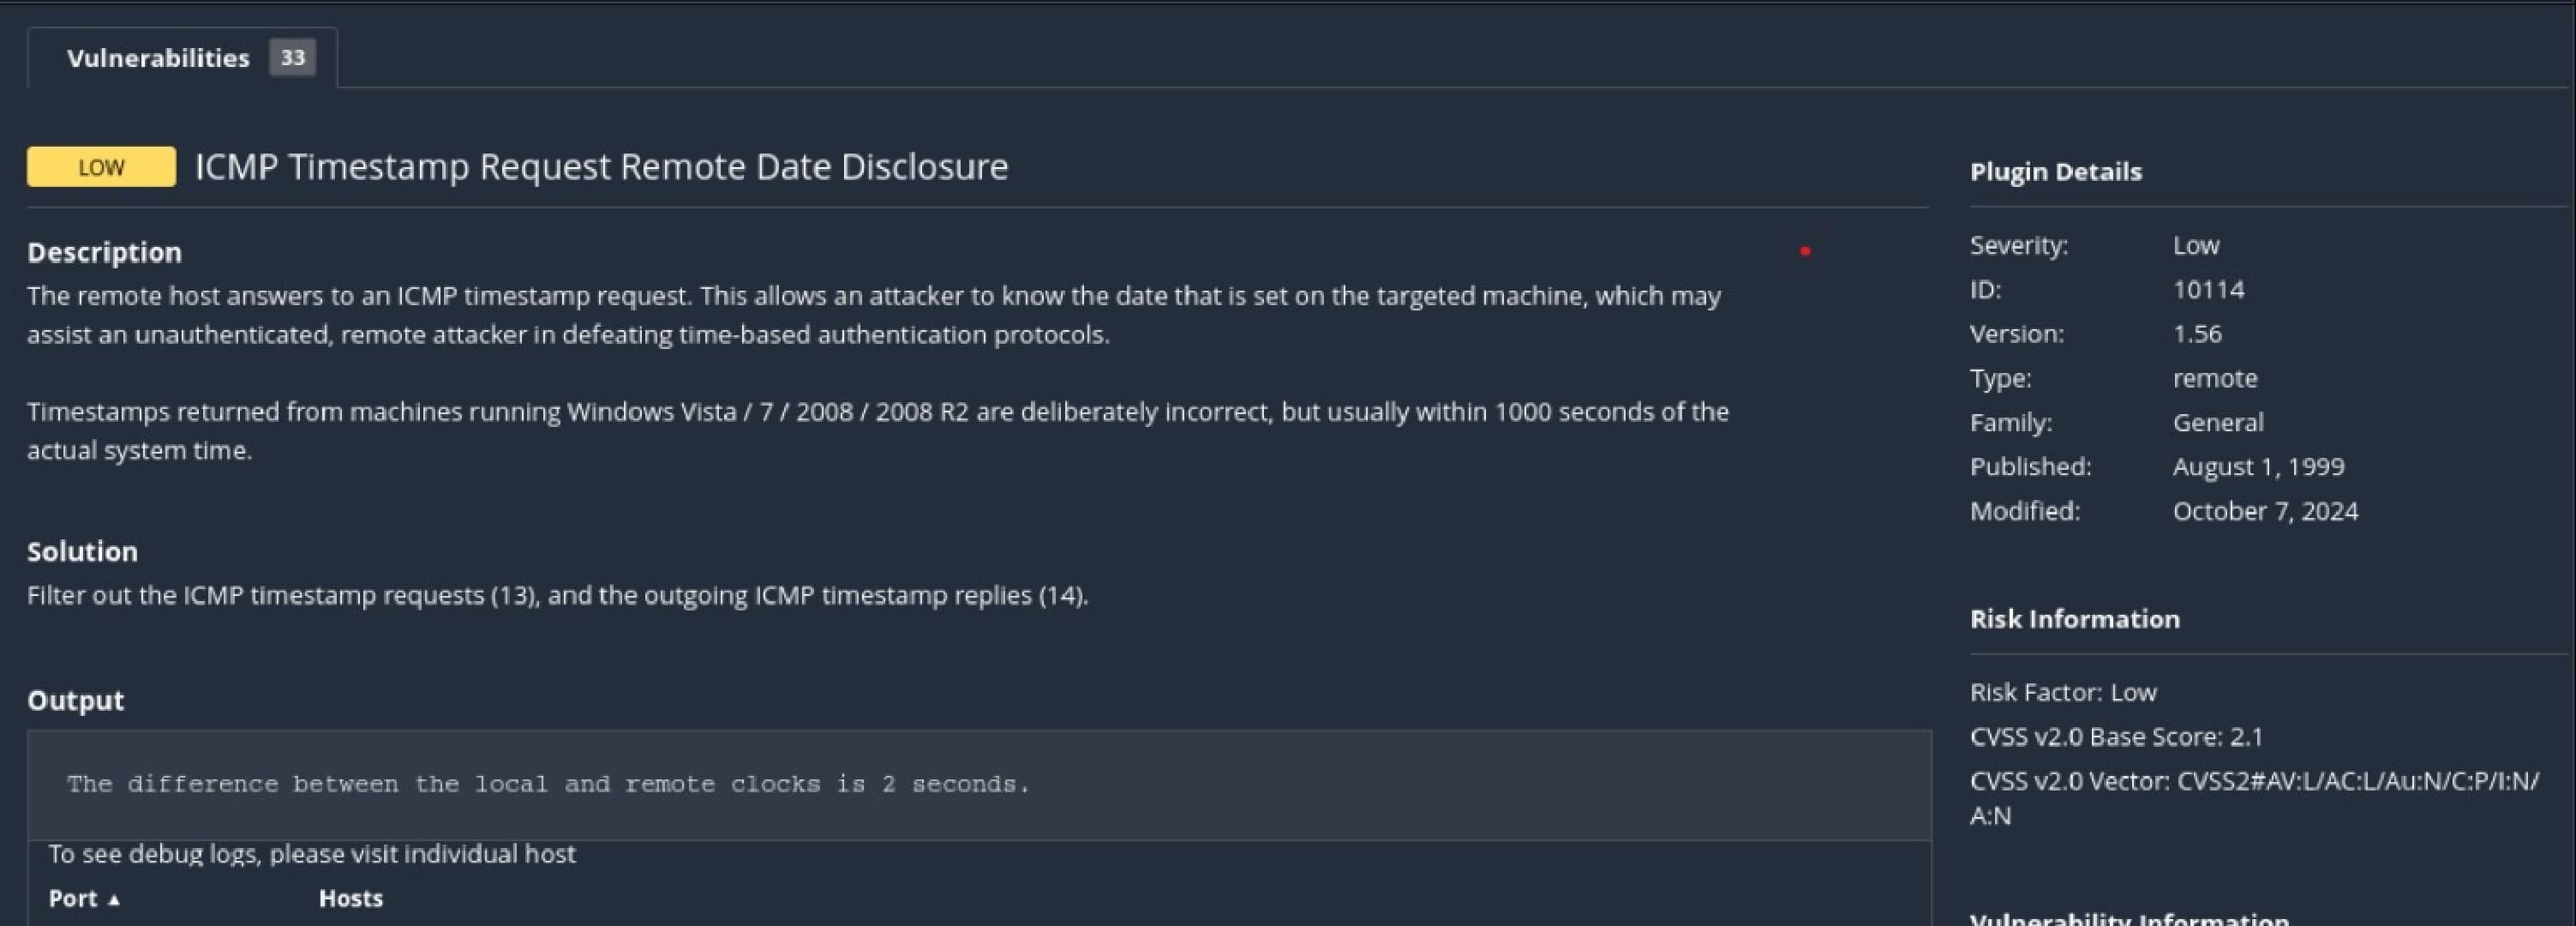 Vulnerabilities 33
LOW ICMP Timestamp Request Remote Date Disclosure
Description
The remote host answers to an ICMP timestamp request. This allows an attacker to know the date that is set on the targeted machine, which may
assist an unauthenticated, remote attacker in defeating time-based authentication protocols.
Timestamps returned from machines running Windows Vista / 7 / 2008 / 2008 R2 are deliberately incorrect, but usually within 1000 seconds of the
actual system time.
Solution
Filter out the ICMP timestamp requests (13), and the outgoing ICMP timestamp replies (14).
Output
The difference between the local and remote clocks is 2 seconds.
To see debug logs, please visit individual host
Port ▲ Hosts
Plugin Details
Severity: Low
ID: 10114
Version: 1.56
Type: remote
Family: General
Published: August 1, 1999
Modified: October 7, 2024
Risk Information
Risk Factor: Low
CVSS v2.0 Base Score: 2.1
CVSS v2.0 Vector: CVSS2#AV:L/AC:L/Au:N/C:P/I:N/
A:N
Vulnerability Information